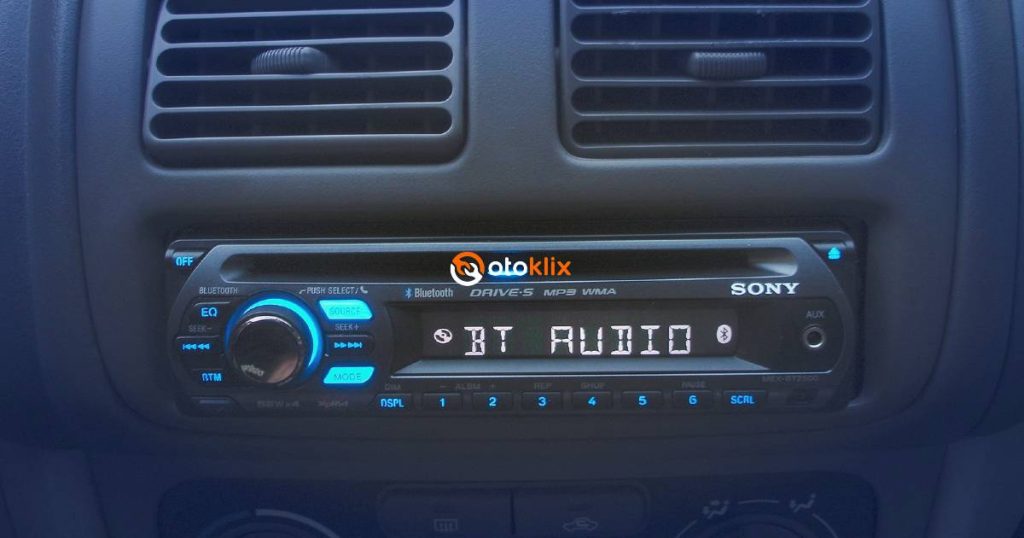 OFF
otoklix
BLUETOOTH
PUSH SELECT/
Bluetooth
DRIVE-S MP3 WMA
SONY
EQ
SOURCE
SEEK-
SEEK+
BT AUDIO
AUX
BTM
MODE
DIM
- ALBM +
REP
SHUF
PAUSE
DSPL
1
2
3
4
5
6
SCRL